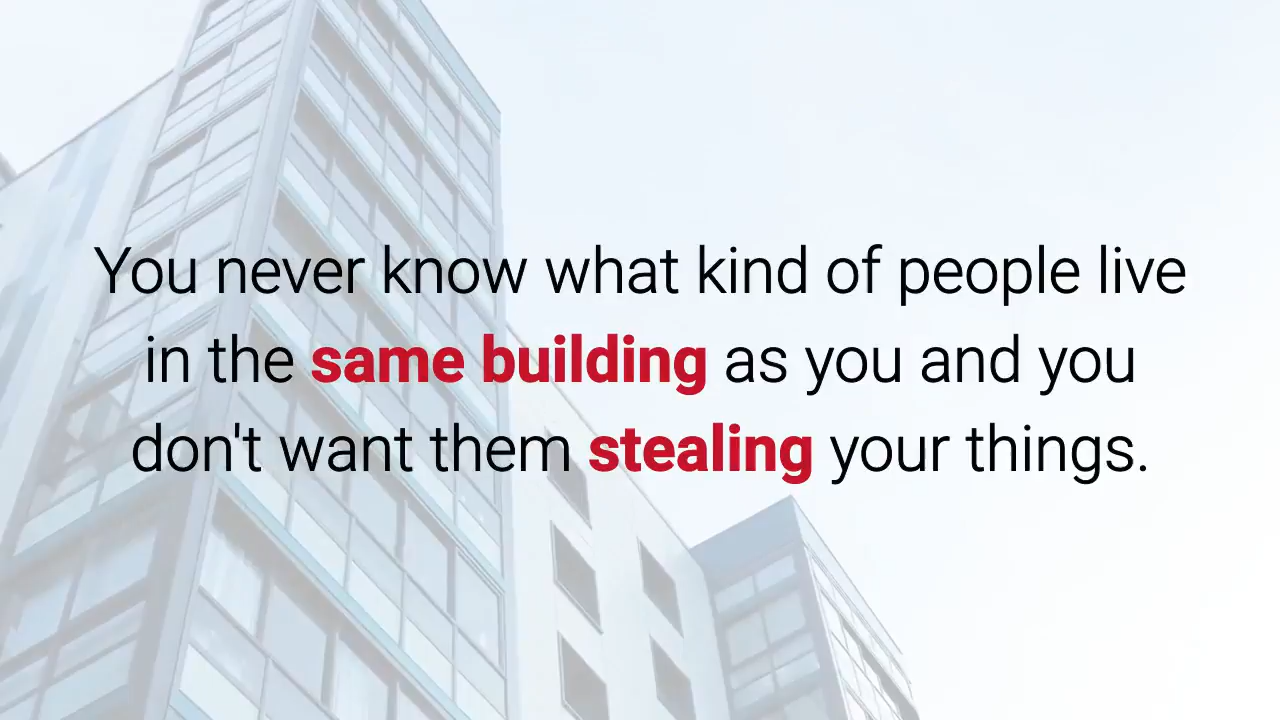 You never know what kind of people live
in the same building as you and you
don't want them stealing your things.